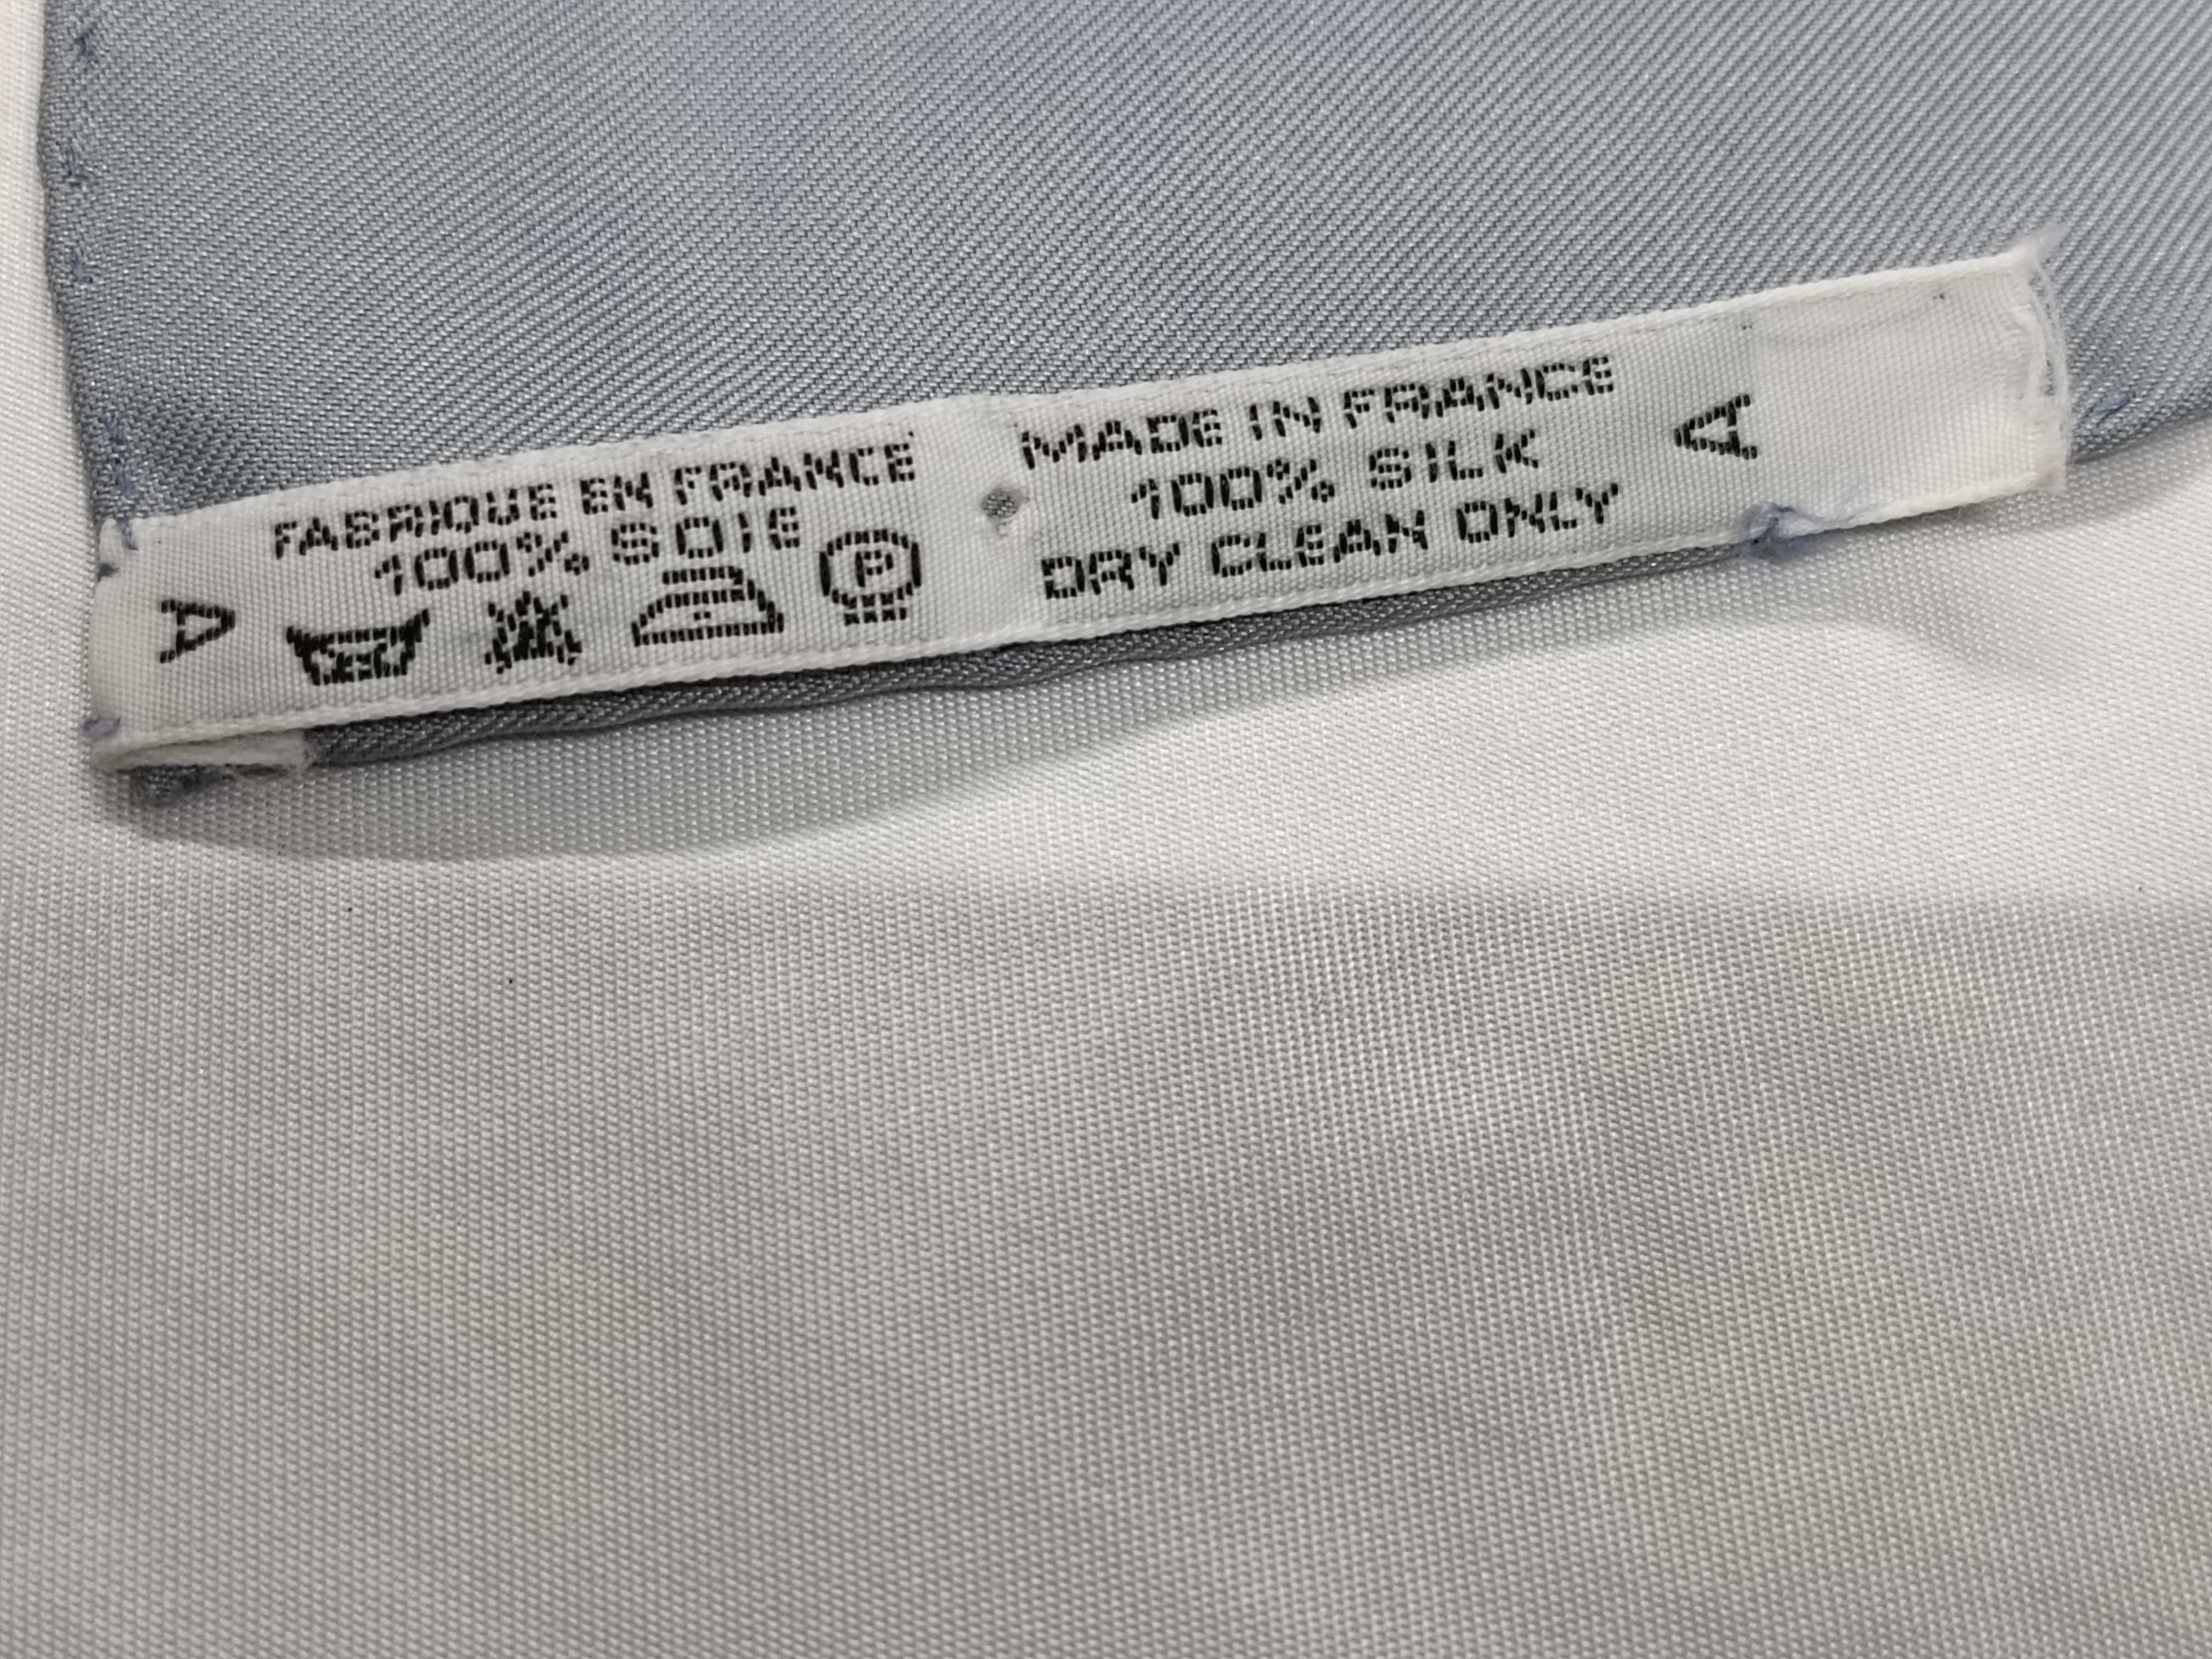 A
FABRIQUE EN FRANCE
100% SOIE
P
MADE IN FRANCE
100% SILK
DRY CLEAN ONLY
A